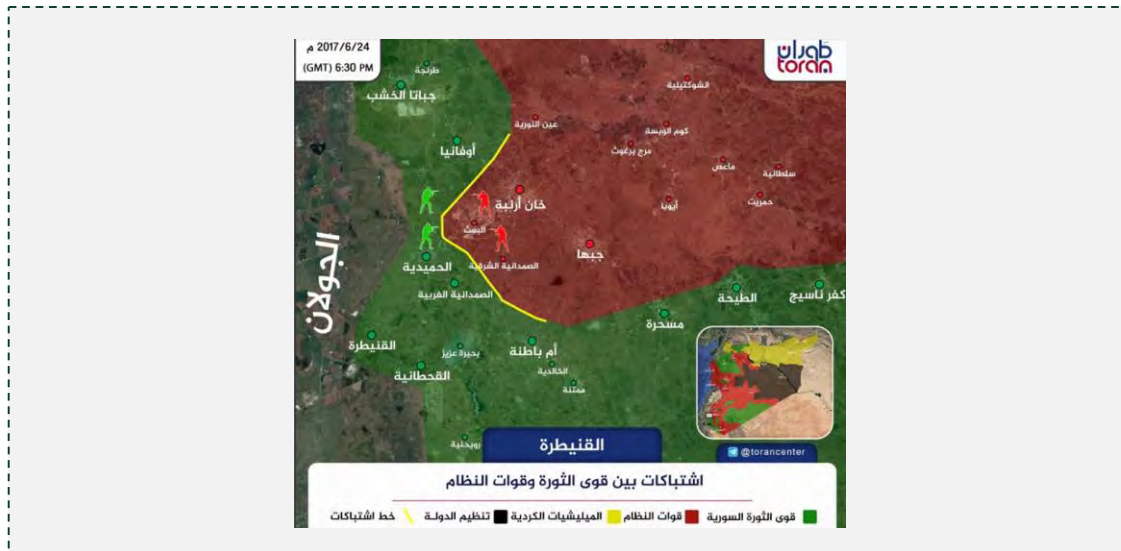 2017/6/24 م
(GMT) 6:30 PM
طوران
toran
طرنجة
جباتا الخشب
الشوكتيلية
عين النورية
كوم الويسة
أوفانيا
مرج برغوث
ماعص
سلطانية
خان أرنبة
أيوبا
حمريت
البعث
جبها
الحميدية
الصمدانية الشرقية
الجولان
الصمدانية الغربية
الطيحة
كفر ناسيج
مسحرة
القنيطرة
بحيرة عزيز
أم باطنة
القحطانية
الخالدية
ممتنة
رويحنية
القنيطرة
@torancenter
اشتباكات بين قوى الثورة وقوات النظام
قوى الثورة السورية قوات النظام الميليشيات الكردية تنظيم الدولـة خط اشتباكات